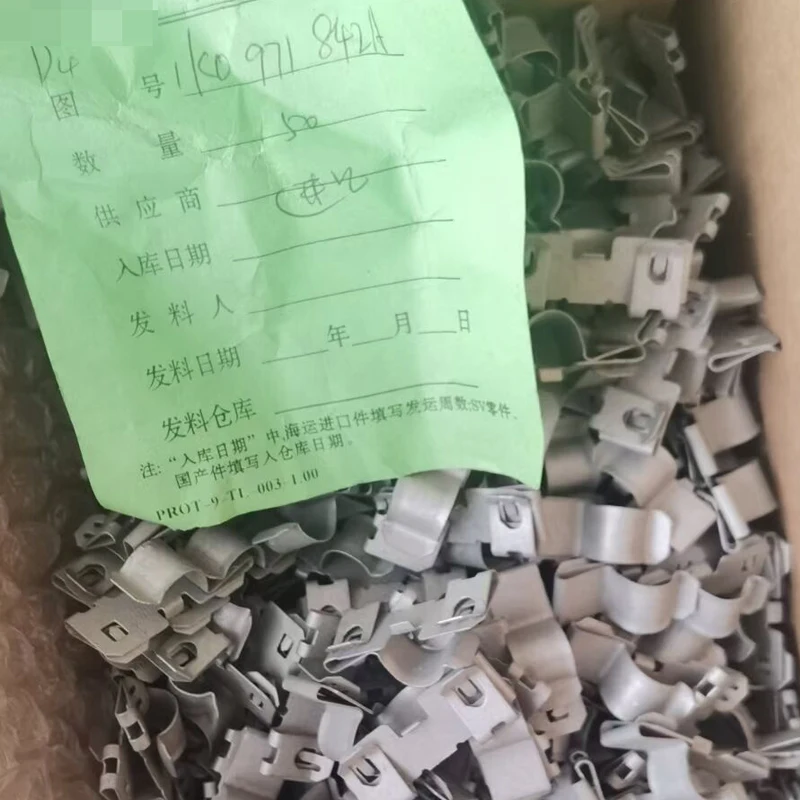 D4
图 号 1K0 971 842A
数 量 500
供 应 商
入库日期
发 料 人
发料日期 年 月 日
发料仓库
注: “入库日期” 中,海运进口件填写发运周数;SV零件、
国产件填写入仓库日期。
PROT-9-TL-003-1.00